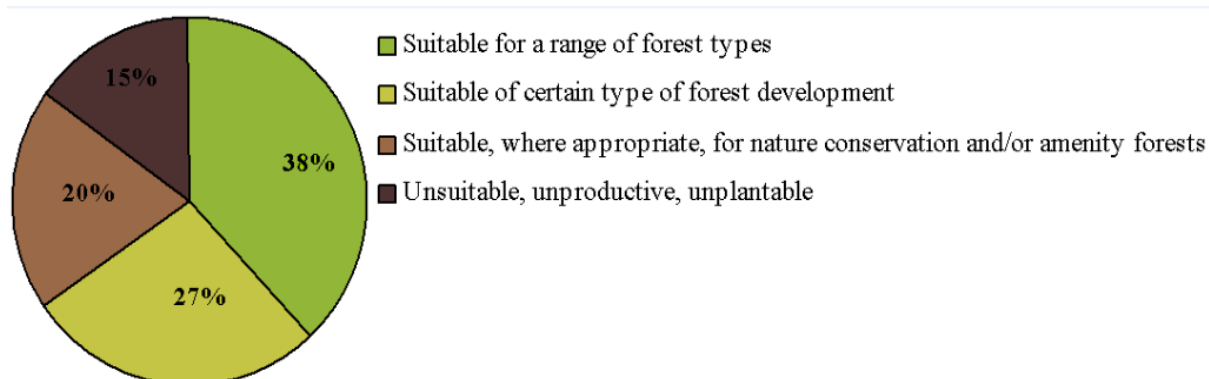 15%
38%
20%
27%
Suitable for a range of forest types
Suitable of certain type of forest development
Suitable, where appropriate, for nature conservation and/or amenity forests
Unsuitable, unproductive, unplantable